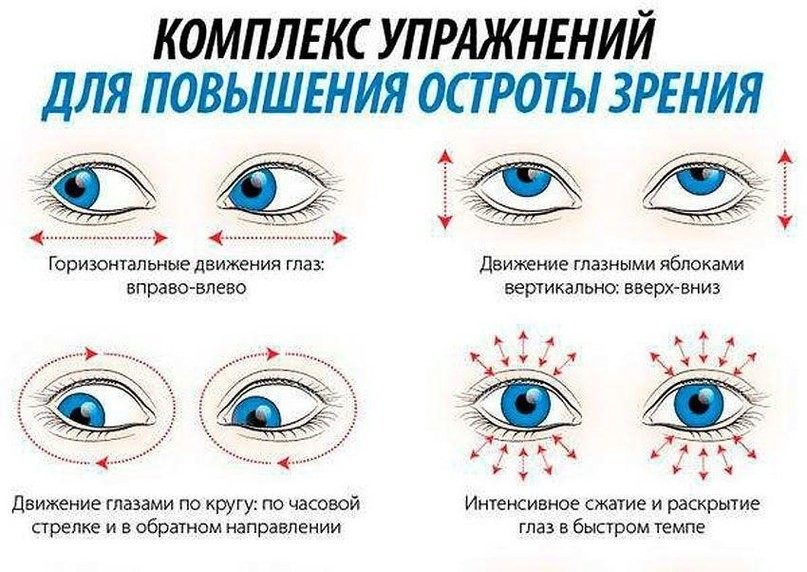 КОМПЛЕКС УПРАЖНЕНИЙ
ДЛЯ ПОВЫШЕНИЯ ОСТРОТЫ ЗРЕНИЯ
Горизонтальные движения глаз:
вправо-влево
Движение глазными яблоками
вертикально: вверх-вниз
Движение глазами по кругу: по часовой
стрелке и в обратном направлении
Интенсивное сжатие и раскрытие
глаз в быстром темпе